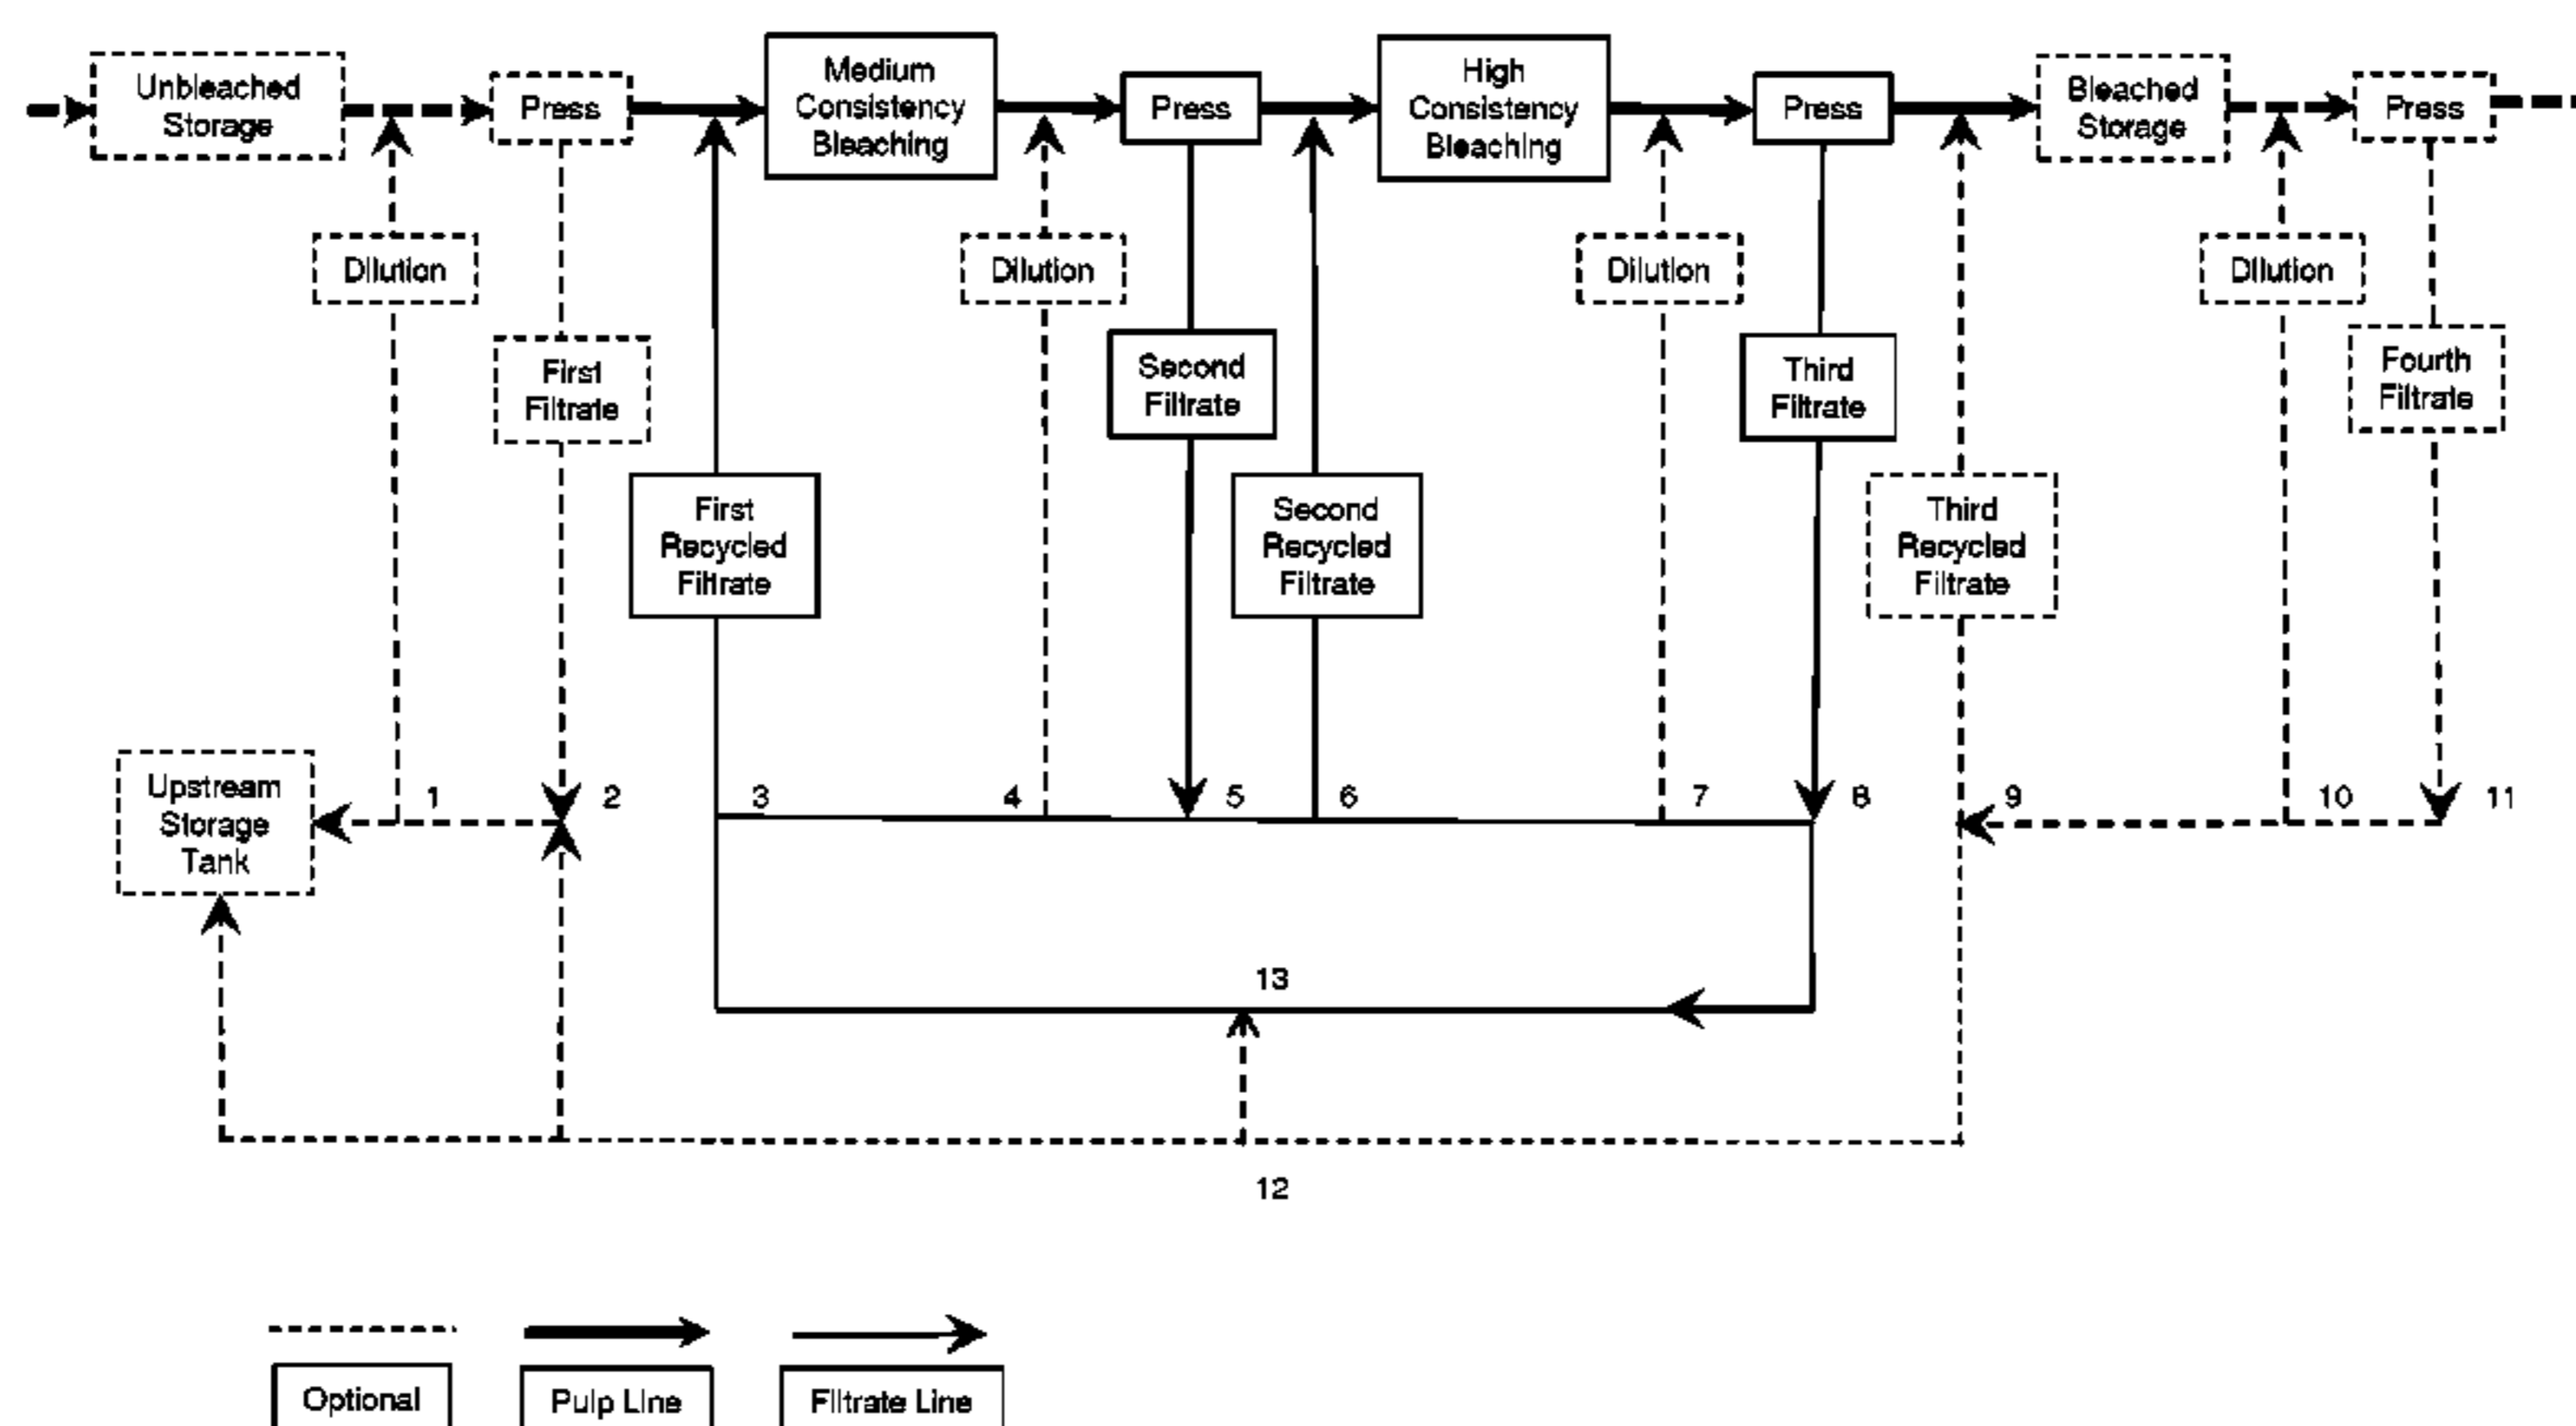 Unbleached
Storage
Press
Medium
Consistency
Bleaching
Press
High
Consistency
Bleaching
Press
Bleached
Storage
Press
Dilution
Dilution
Dilution
Dilution
First
Filtrate
Second
Filtrate
Third
Filtrate
Fourth
Filtrate
First
Recycled
Filtrate
Second
Recycled
Filtrate
Third
Recycled
Filtrate
Upstream
Storage
Tank
1
2
3
4
5
6
7
8
9
10
11
13
12
Optional
Pulp Line
Filtrate Line